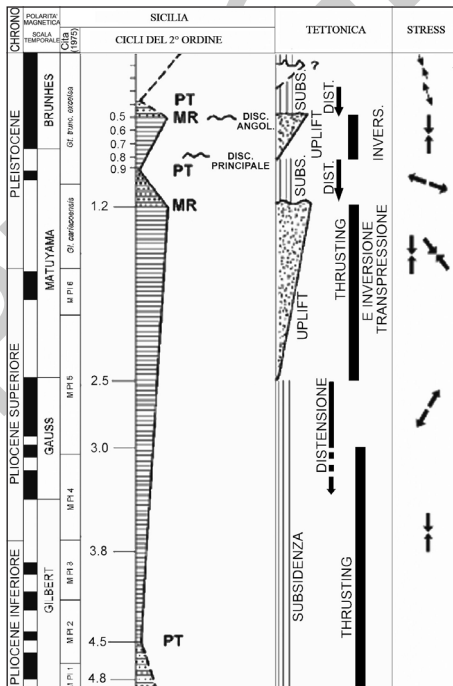 CHRONO
POLARITA'
MAGNETICA
SCALA
TEMPORALE
Cita
(1975)
SICILIA
CICLI DEL 2° ORDINE
TETTONICA
STRESS
PLEISTOCENE
PLIOCENE SUPERIORE
PLIOCENE INFERIORE
BRUNHES
MATUYAMA
GAUSS
GILBERT
Gl. cariacoensis
M Pl 6
M Pl 5
M Pl 4
M Pl 3
M Pl 2
M Pl 1
PT
0.5
MR
0.6
0.7
0.8
0.9
PT
1.2
MR
2.5
3.0
3.8
4.5
PT
4.8
DISC.
ANGOL.
DISC.
PRINCIPALE
?
SUBS.
DIST.
UPLIFT
INVERS.
SUBS.
DIST.
UPLIFT
THRUSTING
E INVERSIONE
TRANSPRESSIONE
DISTENSIONE
SUBSIDENZA
THRUSTING